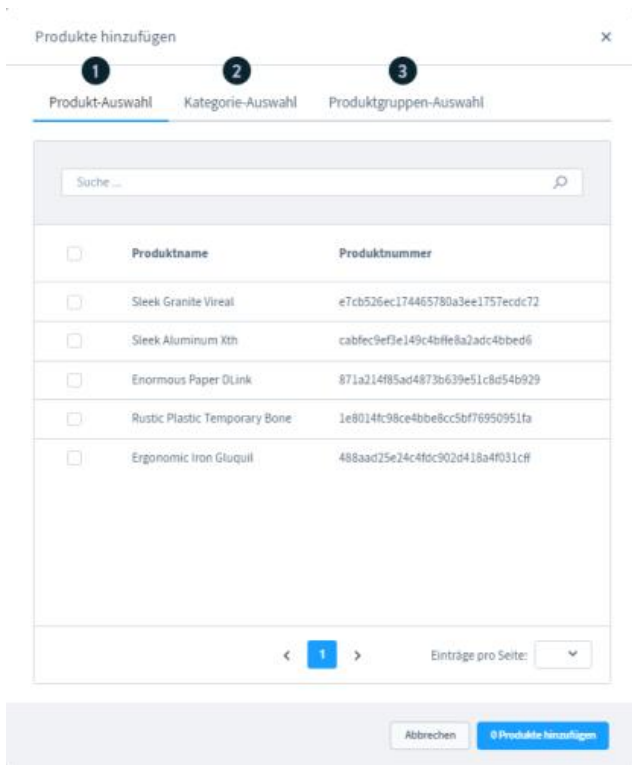 Produkte hinzufügen ×
1 2 3
Produkt-Auswahl Kategorie-Auswahl Produktgruppen-Auswahl
Suche ...
Produktname Produktnummer
Sleek Granite Vireal e7cb526ec174465780a3ee1757ecdc72
Sleek Aluminum Xth cabfec9ef3e149c4bffe8a2adc4bbed6
Enormous Paper DLink 871a214f85ad4873b639e51c8d54b929
Rustic Plastic Temporary Bone 1e8014fc98ce4bbe8cc5bf76950951fa
Ergonomic Iron Gluquil 488aad25e24c4fdc902d418a4f031cff
1 Einträge pro Seite:
Abbrechen 0 Produkte hinzufügen